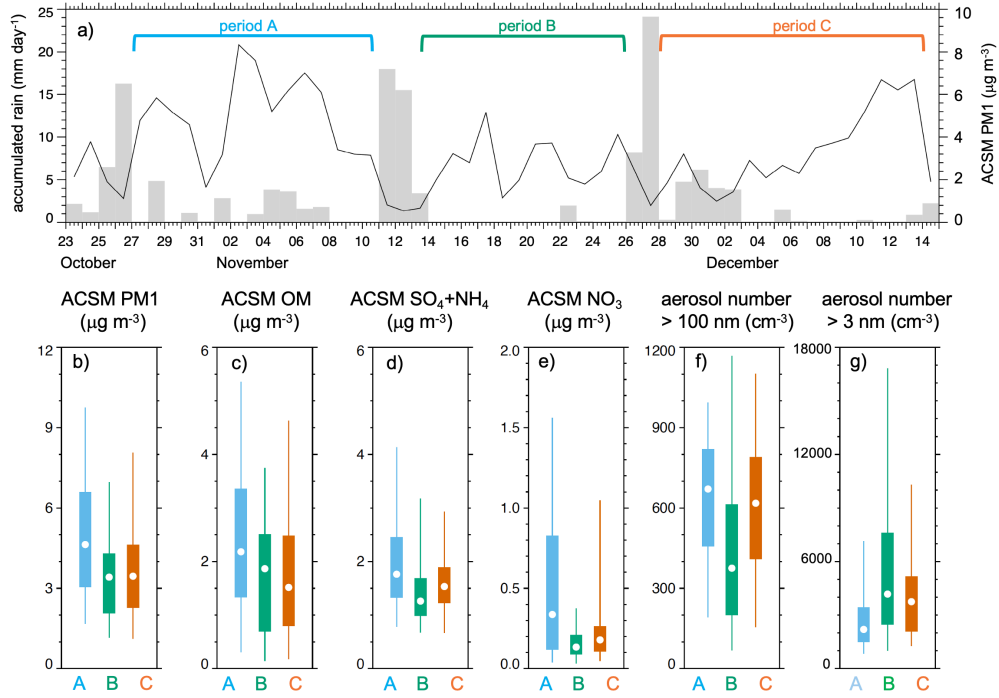 a)
period A
period B
period C
accumulated rain (mm day⁻¹)
25
20
15
10
5
0
ACSM PM1 (μg m⁻³)
10
8
6
4
2
0
23 25 27 29 31 02 04 06 08 10 12 14 16 18 20 22 24 26 28 30 02 04 06 08 10 12 14
October November December
ACSM PM1
(μg m⁻³)
b)
12
9
6
3
0
A B C
ACSM OM
(μg m⁻³)
c)
6
4
2
0
A B C
ACSM SO₄+NH₄
(μg m⁻³)
d)
6
4
2
0
A B C
ACSM NO₃
(μg m⁻³)
e)
2.0
1.5
1.0
0.5
0.0
A B C
aerosol number
> 100 nm (cm⁻³)
f)
1200
900
600
300
0
A B C
aerosol number
> 3 nm (cm⁻³)
g)
18000
12000
6000
0
A B C